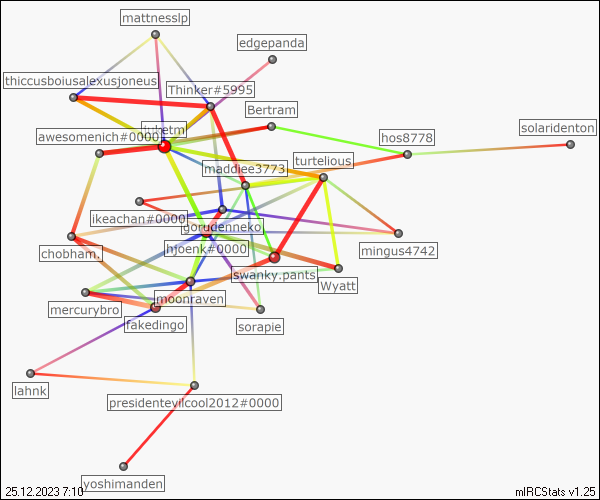 mattnesslp
edgepanda
thiccusboiusalexusjoneus
Thinker#5995
Bertram
solaridenton
awesomenich#0000
hos8778
turtelious
maddiee3773
ikeachan#0000
gorudenneko
chobham.
hjoenk#0000
mingus4742
swanky.pants
Wyatt
moonraven
mercurybro
fakedingo
sorapie
lahnk
presidentevilcool2012#0000
yoshimanden
25.12.2023 7:10
mIRCStats v1.25